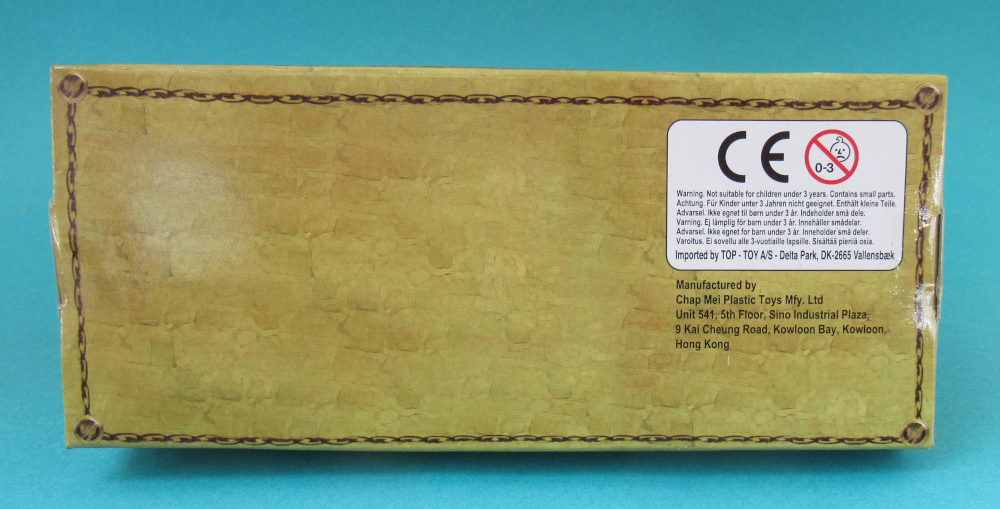 CE
0-3
Warning. Not suitable for children under 3 years. Contains small parts.
Achtung. Für Kinder unter 3 Jahren nicht geeignet. Enthält kleine Teile.
Advarsel. Ikke egnet til børn under 3 år. Indeholder små dele.
Varning. Ej lämplig för barn under 3 år. Innehåller smådelar.
Advarsel. Ikke egnet for barn under 3 år. Inneholder små deler.
Varoitus. Ei sovellu alle 3-vuotiaille lapsille. Sisältää pieniä osia.
Imported by TOP - TOY A/S - Delta Park, DK-2665 Vallensbæk
Manufactured by
Chap Mei Plastic Toys Mfy. Ltd
Unit 541, 5th Floor, Sino Industrial Plaza,
9 Kai Cheung Road, Kowloon Bay, Kowloon,
Hong Kong